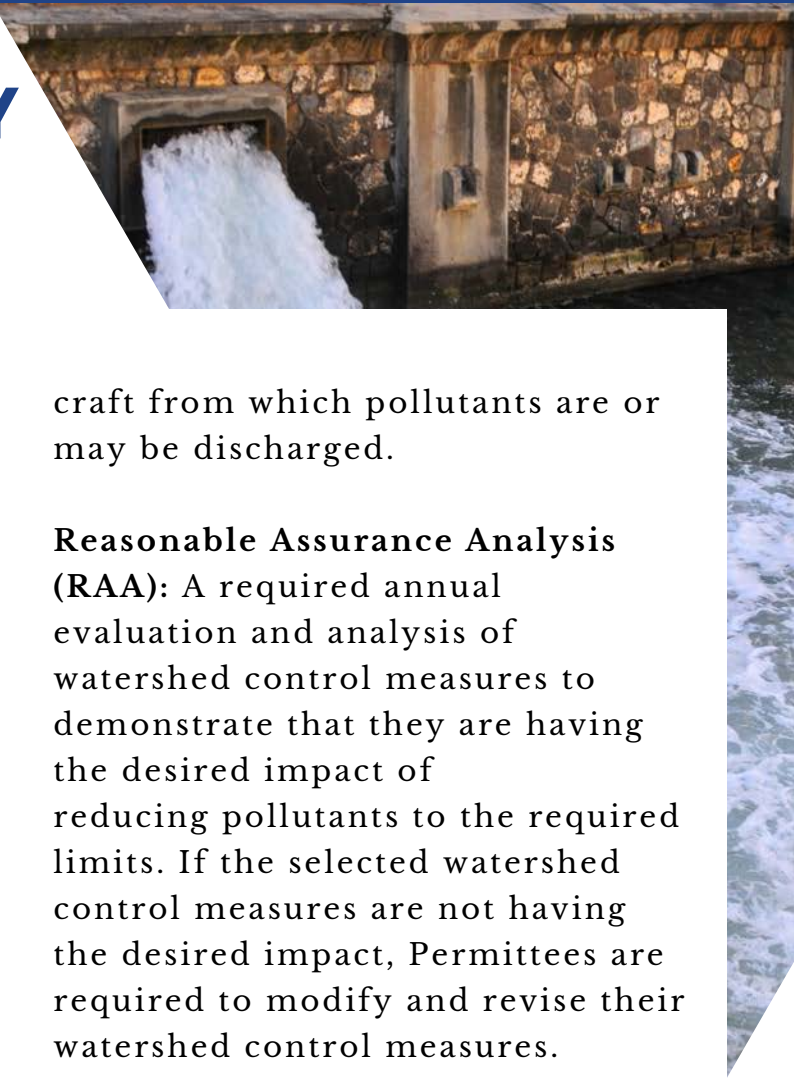 Y
craft from which pollutants are or
may be discharged.
Reasonable Assurance Analysis
(RAA): A required annual
evaluation and analysis of
watershed control measures to
demonstrate that they are having
the desired impact of
reducing pollutants to the required
limits. If the selected watershed
control measures are not having
the desired impact, Permittees are
required to modify and revise their
watershed control measures.